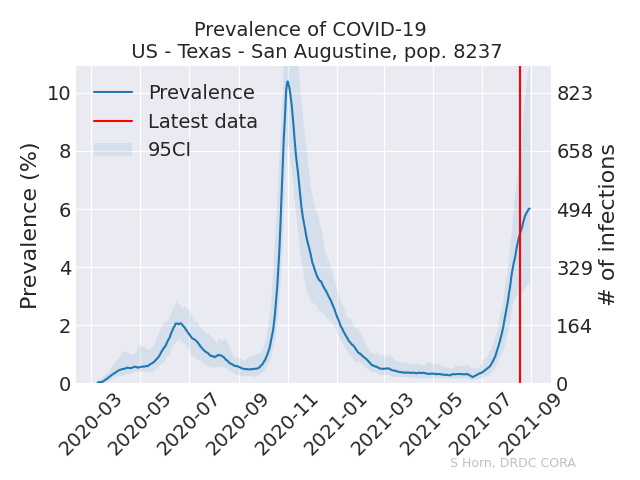 Prevalence of COVID-19
US - Texas - San Augustine, pop. 8237
Prevalence (%)
10
8
6
4
2
0
Prevalence
Latest data
95CI
823
658
494
329
164
0
# of infections
2020-03
2020-05
2020-07
2020-09
2020-11
2021-01
2021-03
2021-05
2021-07
2021-09
S Horn, DRDC CORA